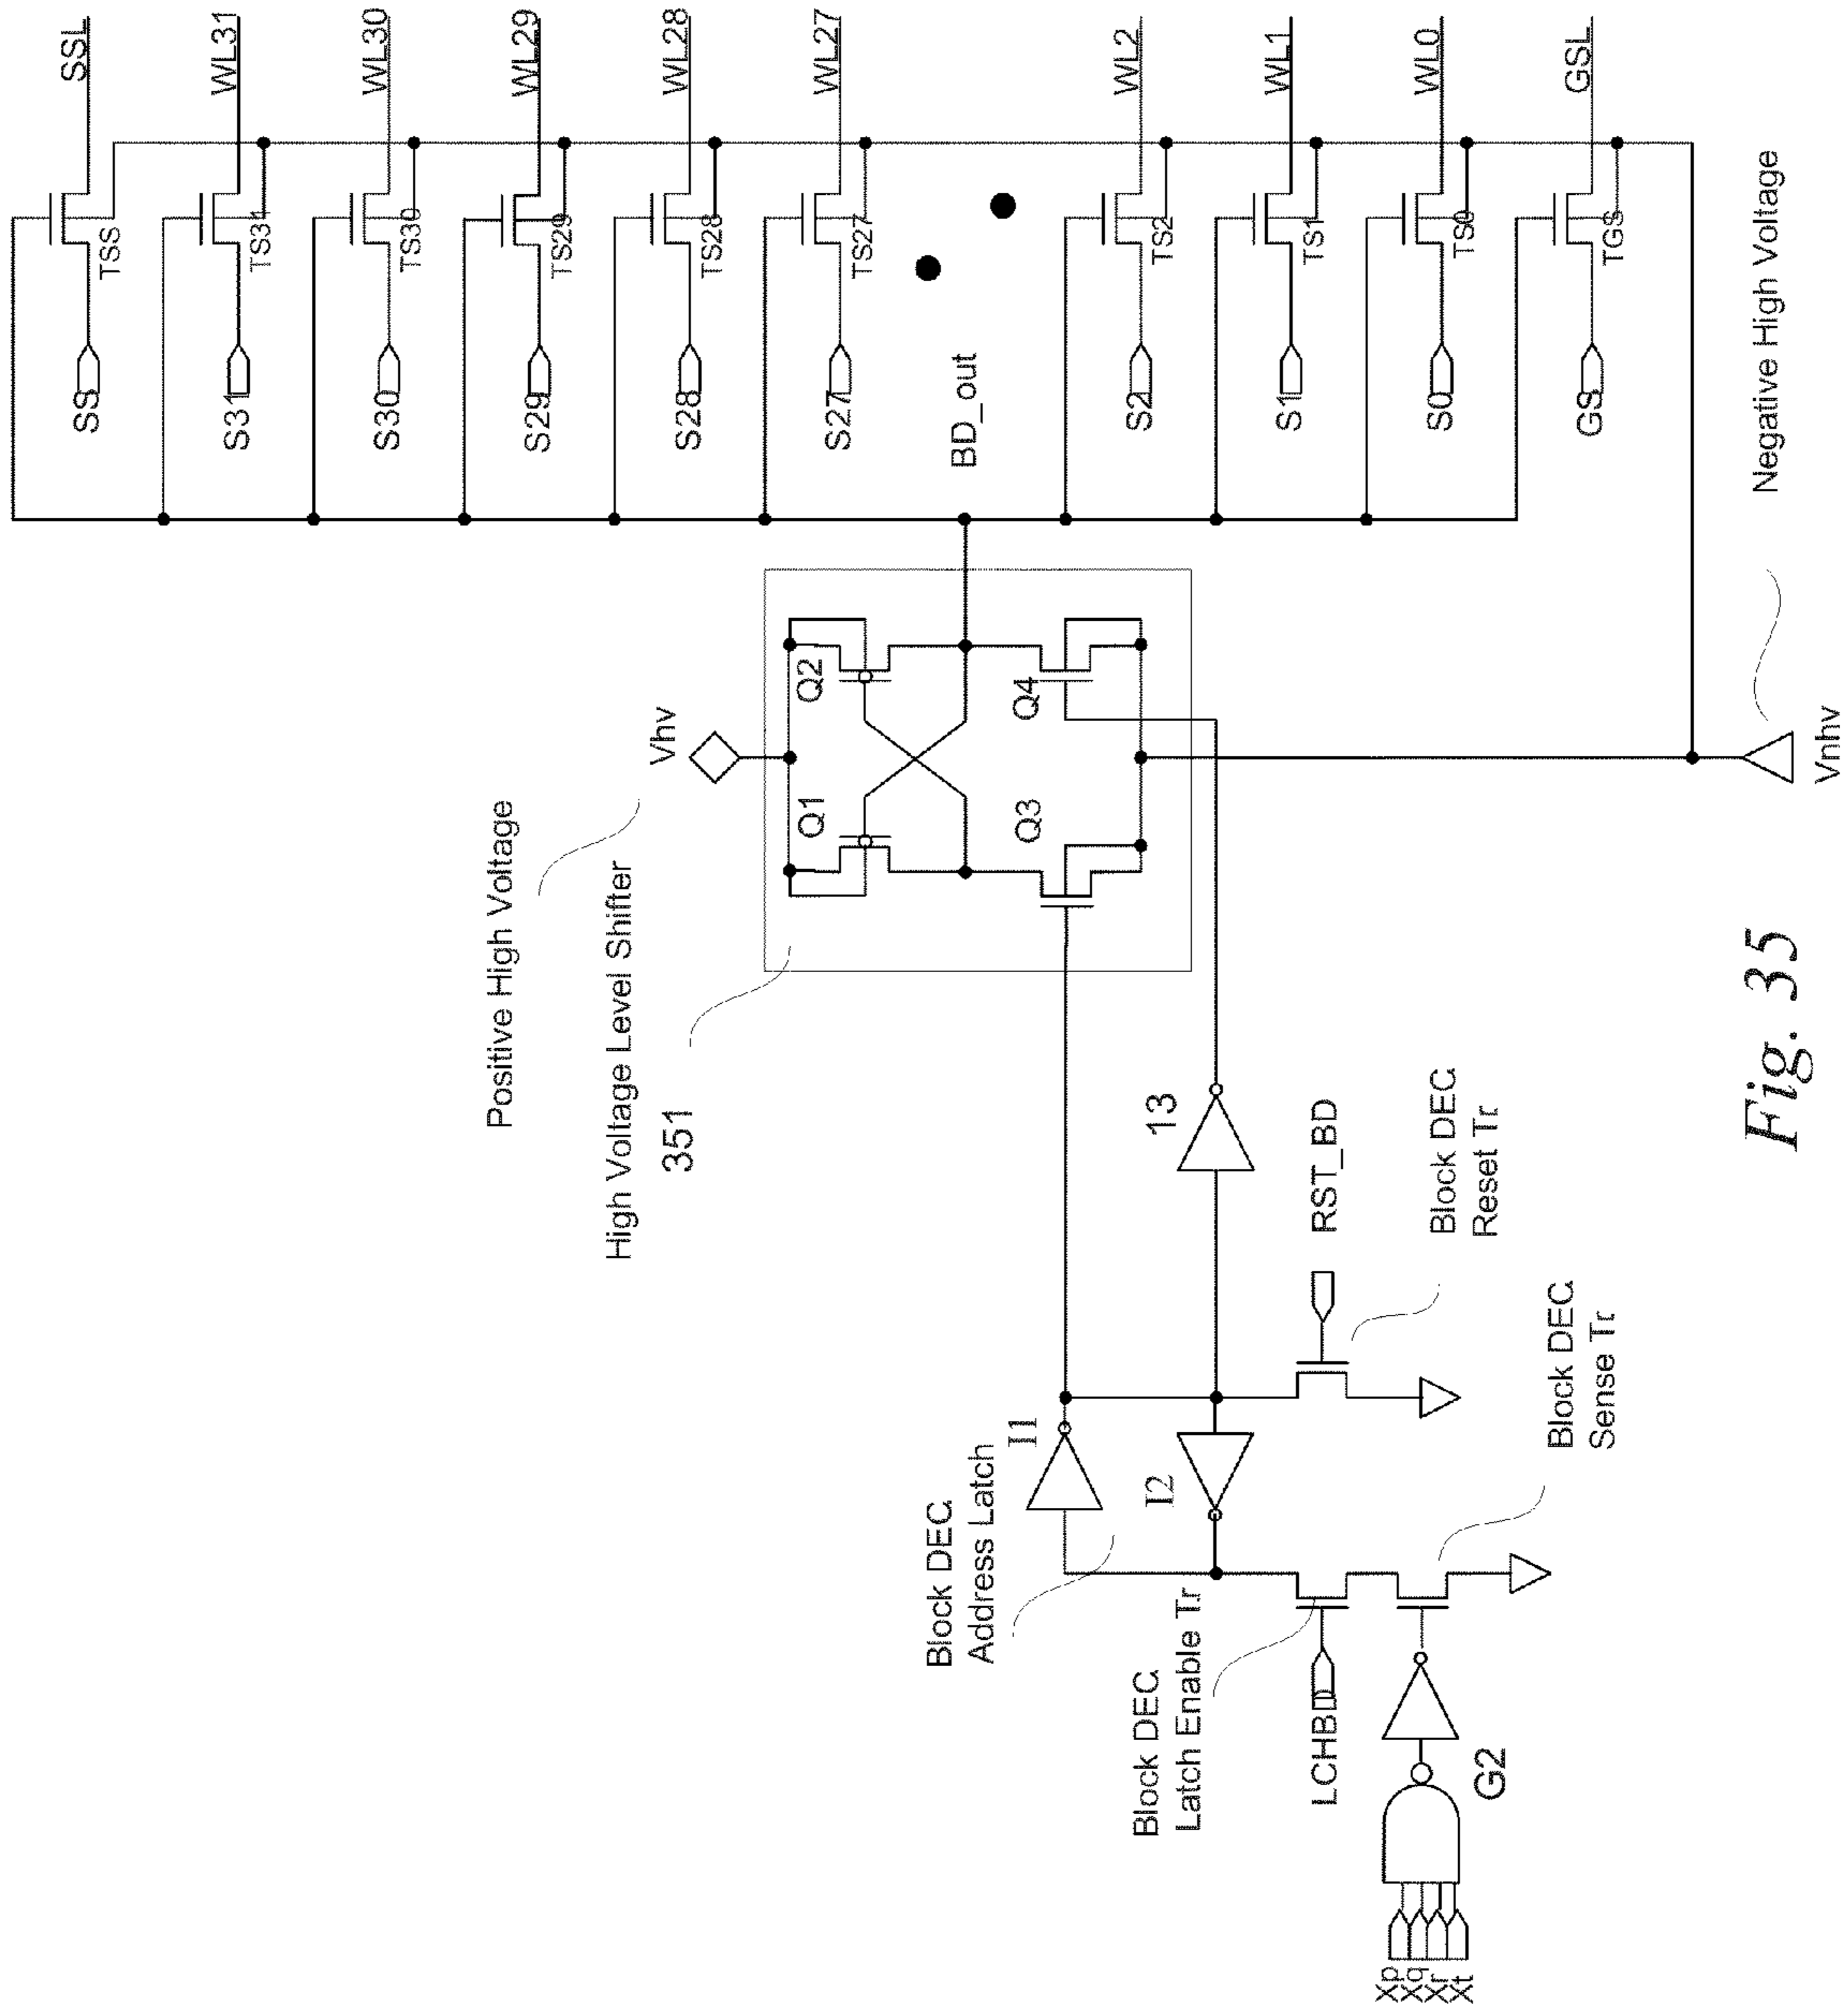 SSL
WL31
WL30
WL29
WL28
WL27
WL2
WL1
WL0
GSL
TSS
TS31
TS30
TS29
TS28
TS27
TS2
TS1
TS0
TGS
SS
S31
S30
S29
S28
S27
S2
S1
S0
GS
BD_out
Negative High Voltage
Positive High Voltage
Vhv
High Voltage Level Shifter
351
Q1
Q2
Q3
Q4
Vnhv
13
RST_BD
Block DEC.
Reset Tr.
Block DEC.
Sense Tr.
I1
I2
Block DEC.
Address Latch
Block DEC.
Latch Enable Tr.
LCHBD
G2
Xp
Xq
Xr
Xt
Fig. 35